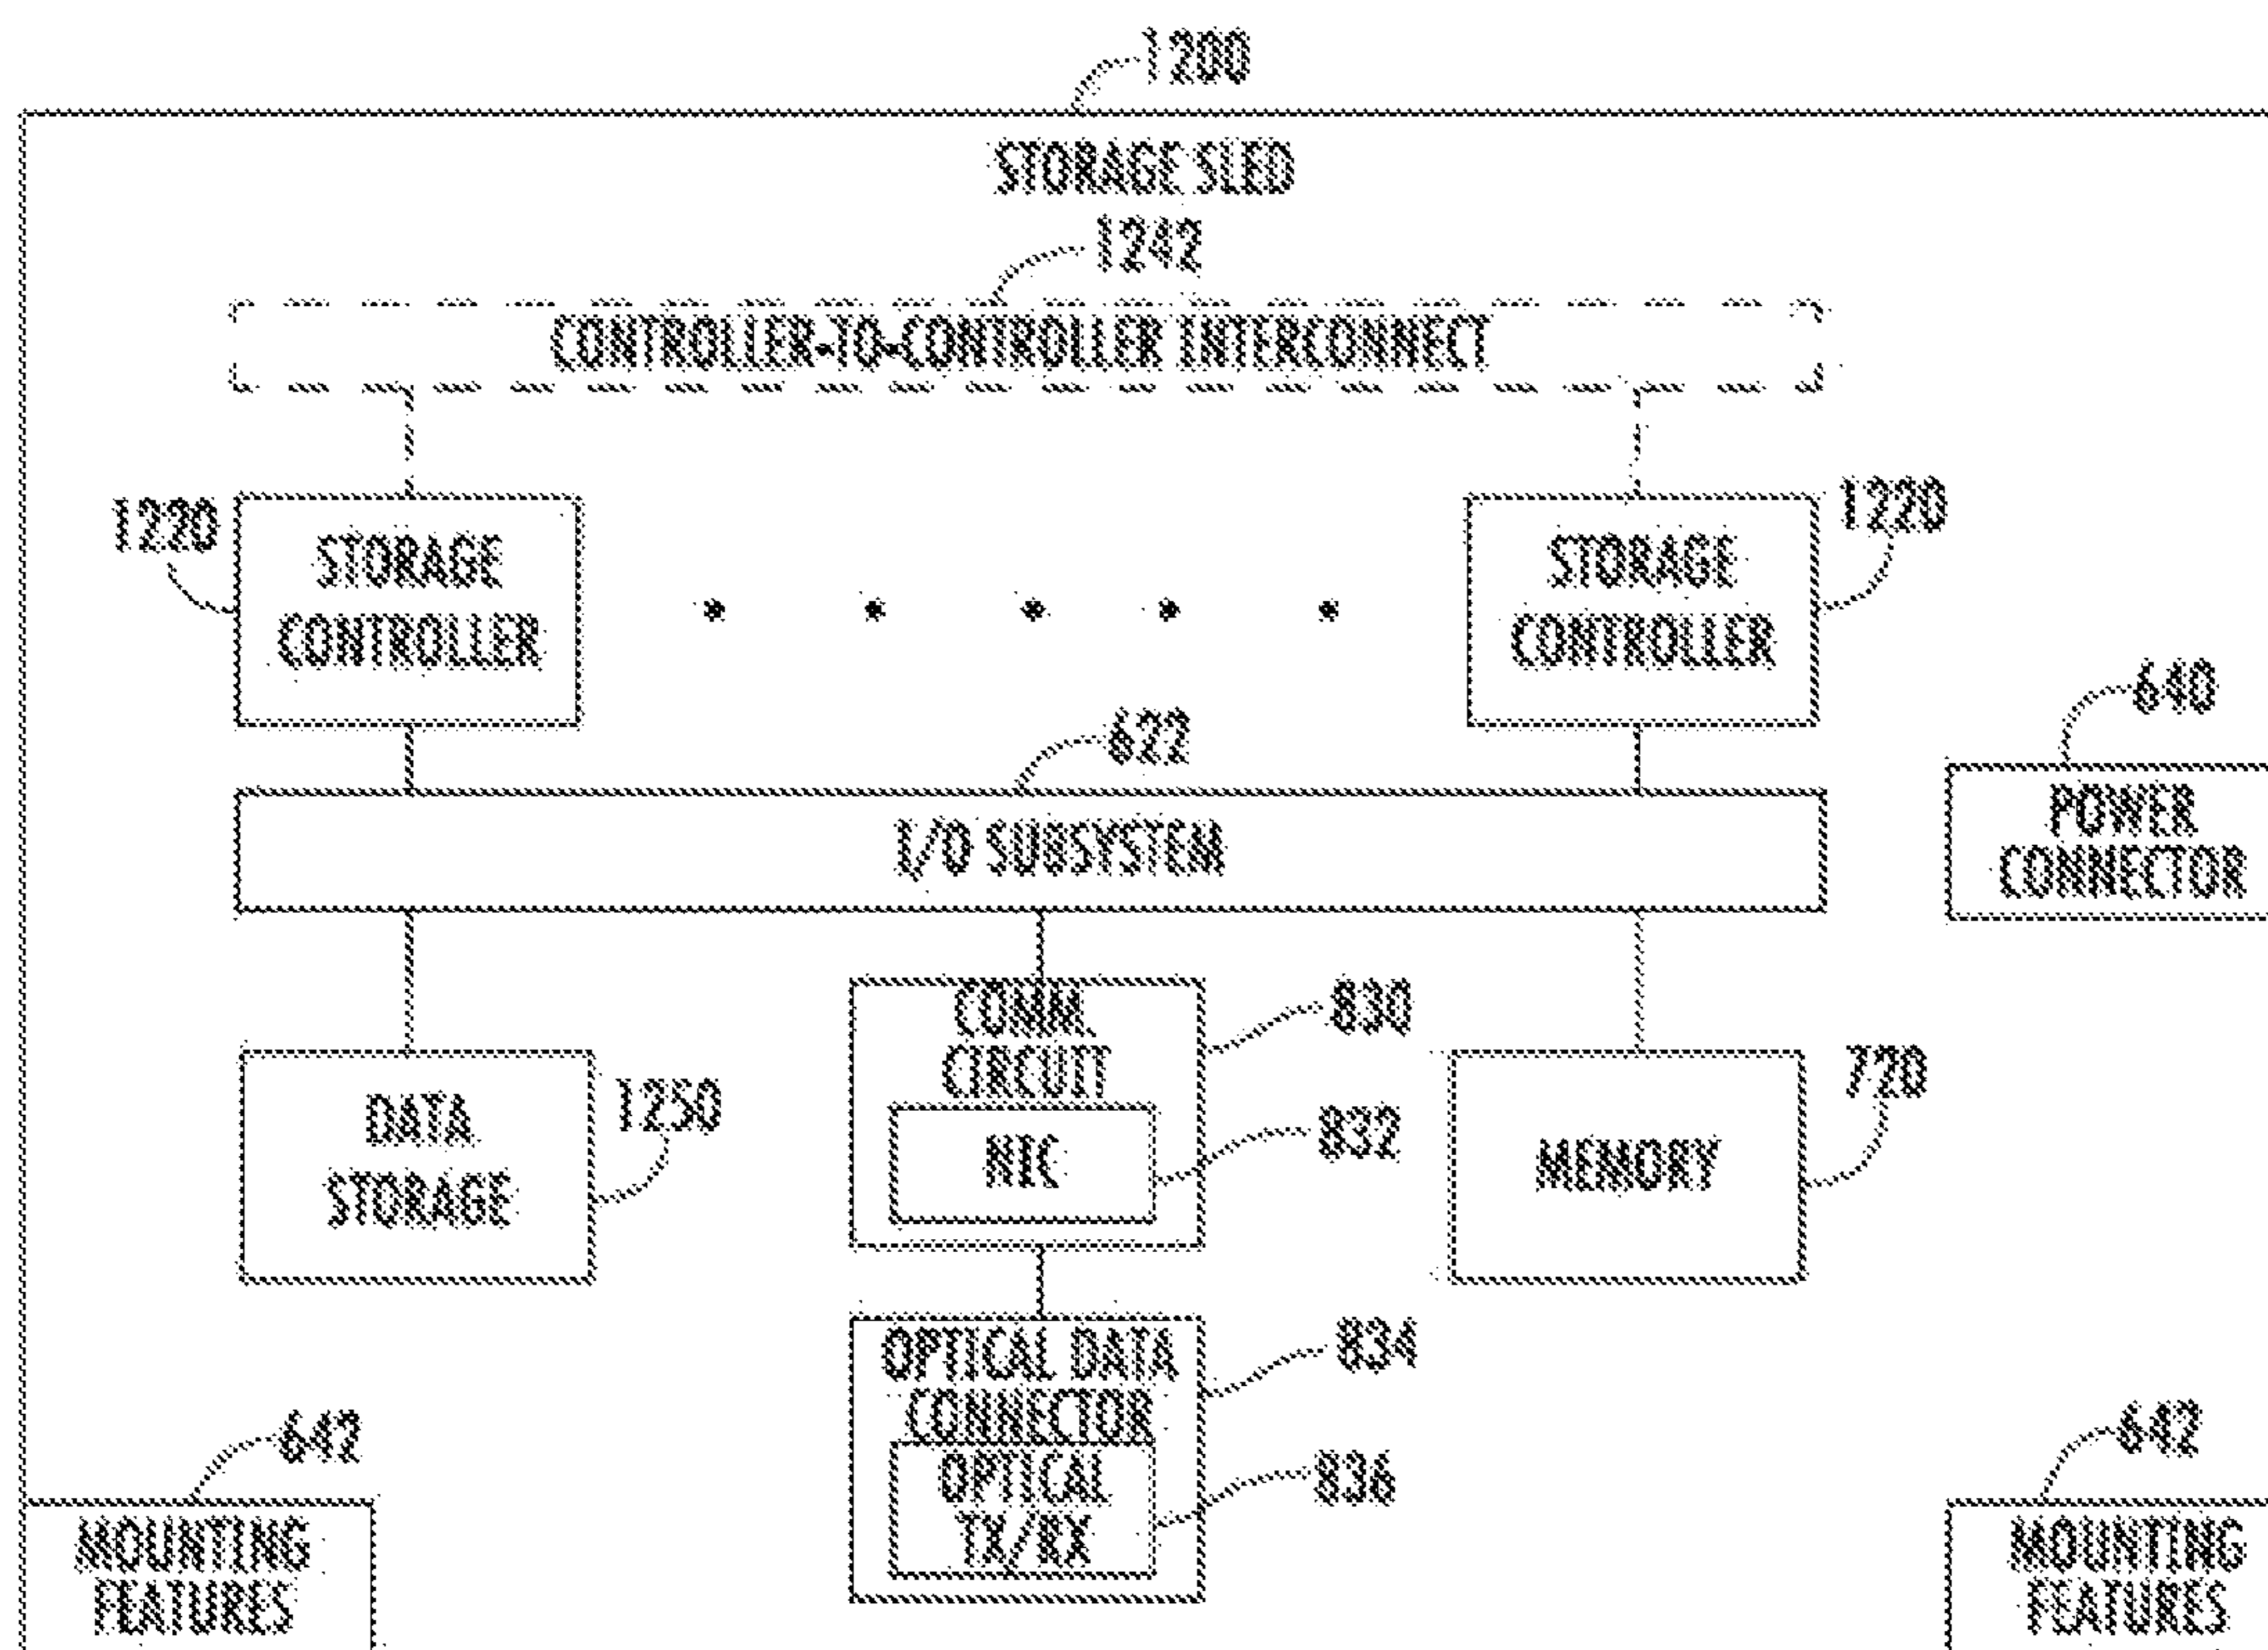 1200
STORAGE SLED
1242
CONTROLLER-TO-CONTROLLER INTERCONNECT
1220
STORAGE
CONTROLLER
STORAGE
CONTROLLER
1220
640
622
I/O SUBSYSTEM
POWER
CONNECTOR
COMM.
CIRCUIT
830
DATA
STORAGE
1250
NIC
832
MEMORY
720
OPTICAL DATA
CONNECTOR
834
642
OPTICAL
TX/RX
836
642
MOUNTING
FEATURES
MOUNTING
FEATURES